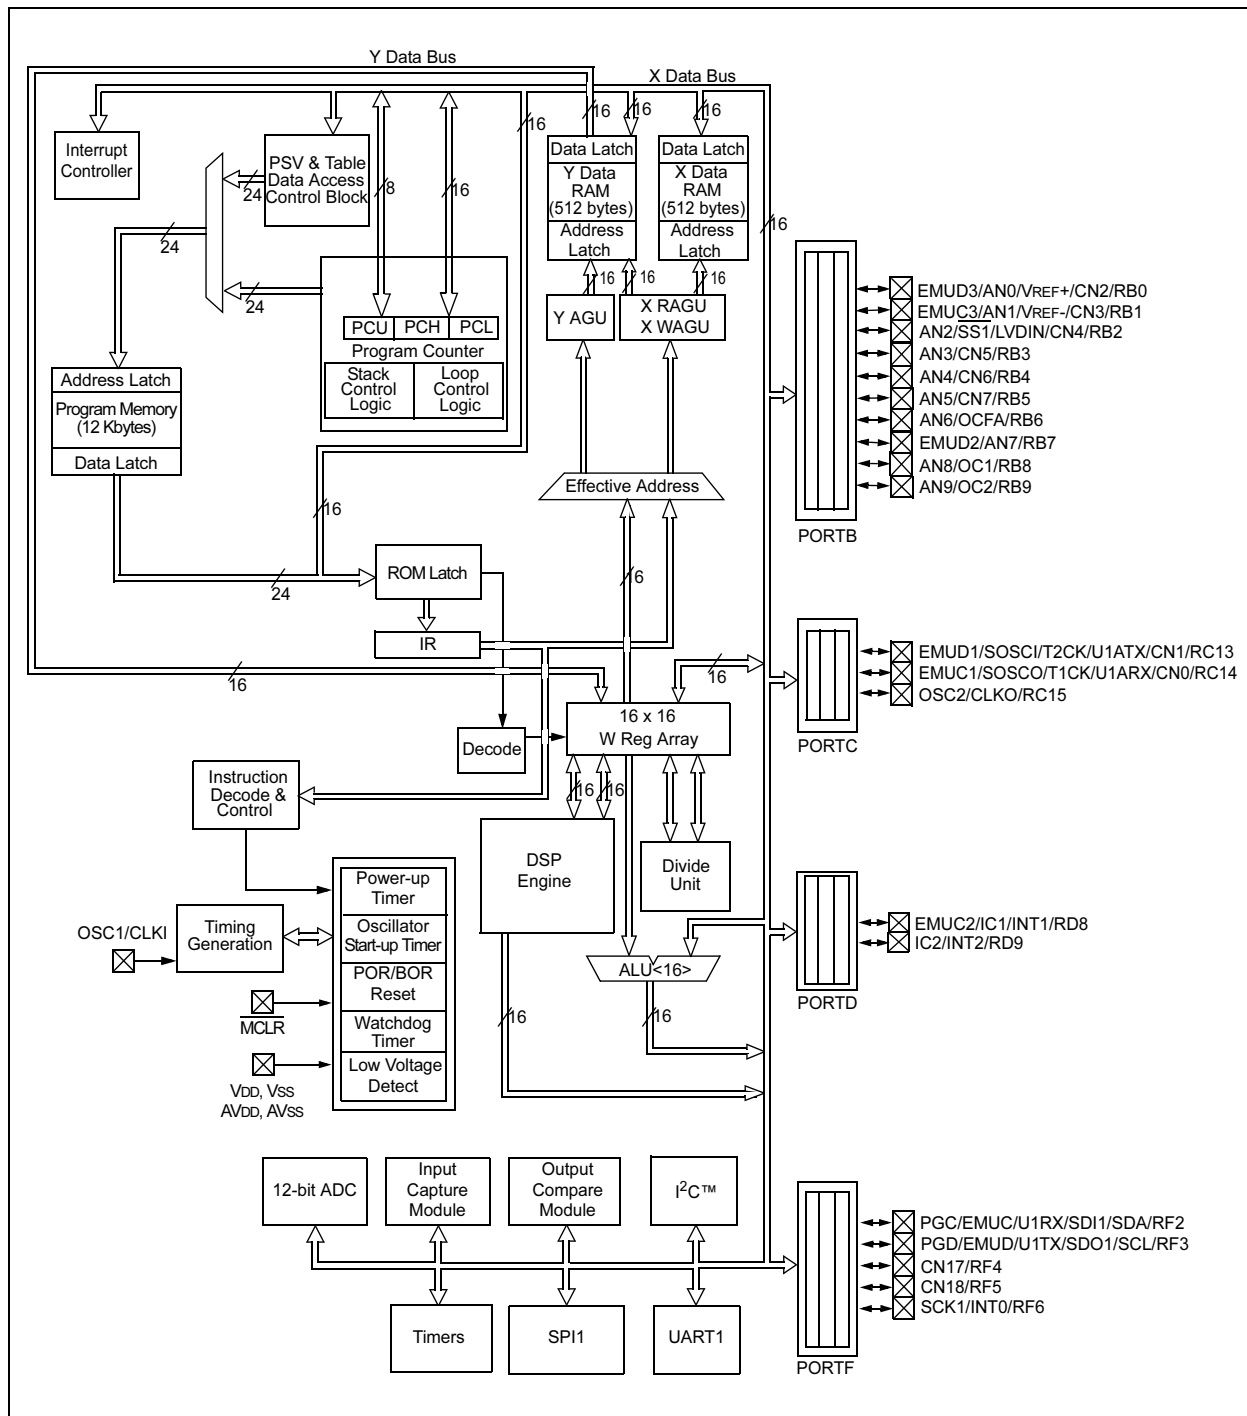 Y Data Bus
X Data Bus
16
16
16
16
Interrupt
Controller
PSV & Table
Data Access
Control Block
24
8
16
Data Latch
Y Data
RAM
(512 bytes)
Address
Latch
Data Latch
X Data
RAM
(512 bytes)
Address
Latch
16
24
24
16
16
16
Y AGU
X RAGU
X WAGU
PCU PCH PCL
Program Counter
Stack
Control
Logic
Loop
Control
Logic
Address Latch
Program Memory
(12 Kbytes)
Data Latch
Effective Address
16
24
16
ROM Latch
IR
16
16
16 x 16
W Reg Array
Decode
Instruction
Decode &
Control
16
16
DSP
Engine
Divide
Unit
Power-up
Timer
Oscillator
Start-up Timer
POR/BOR
Reset
Watchdog
Timer
Low Voltage
Detect
OSC1/CLKI
Timing
Generation
MCLR
VDD, VSS
AVDD, AVSS
ALU<16>
16
16
12-bit ADC
Input
Capture
Module
Output
Compare
Module
I2C™
Timers
SPI1
UART1
EMUD3/AN0/VREF+/CN2/RB0
EMUC3/AN1/VREF-/CN3/RB1
AN2/SS1/LVDIN/CN4/RB2
AN3/CN5/RB3
AN4/CN6/RB4
AN5/CN7/RB5
AN6/OCFA/RB6
EMUD2/AN7/RB7
AN8/OC1/RB8
AN9/OC2/RB9
PORTB
EMUD1/SOSCI/T2CK/U1ATX/CN1/RC13
EMUC1/SOSCO/T1CK/U1ARX/CN0/RC14
OSC2/CLKO/RC15
PORTC
EMUC2/IC1/INT1/RD8
IC2/INT2/RD9
PORTD
PGC/EMUC/U1RX/SDI1/SDA/RF2
PGD/EMUD/U1TX/SDO1/SCL/RF3
CN17/RF4
CN18/RF5
SCK1/INT0/RF6
PORTF